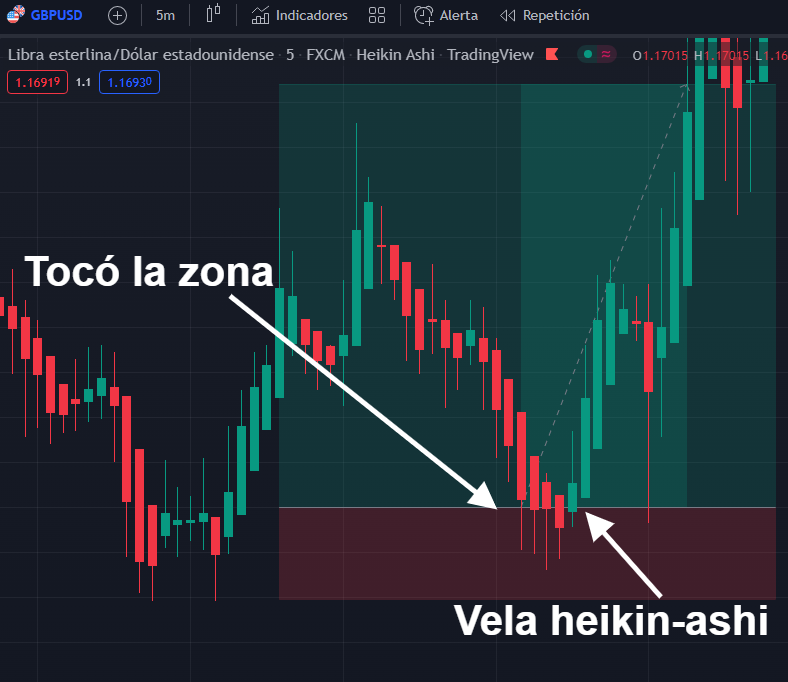 GBPUSD 5m Indicadores Alerta Repetición
Libra esterlina/Dólar estadounidense · 5 · FXCM · Heikin Ashi · TradingView O1.17015 H1.17015 L1.16
1.16919 1.1 1.16930
Tocó la zona
Vela heikin-ashi